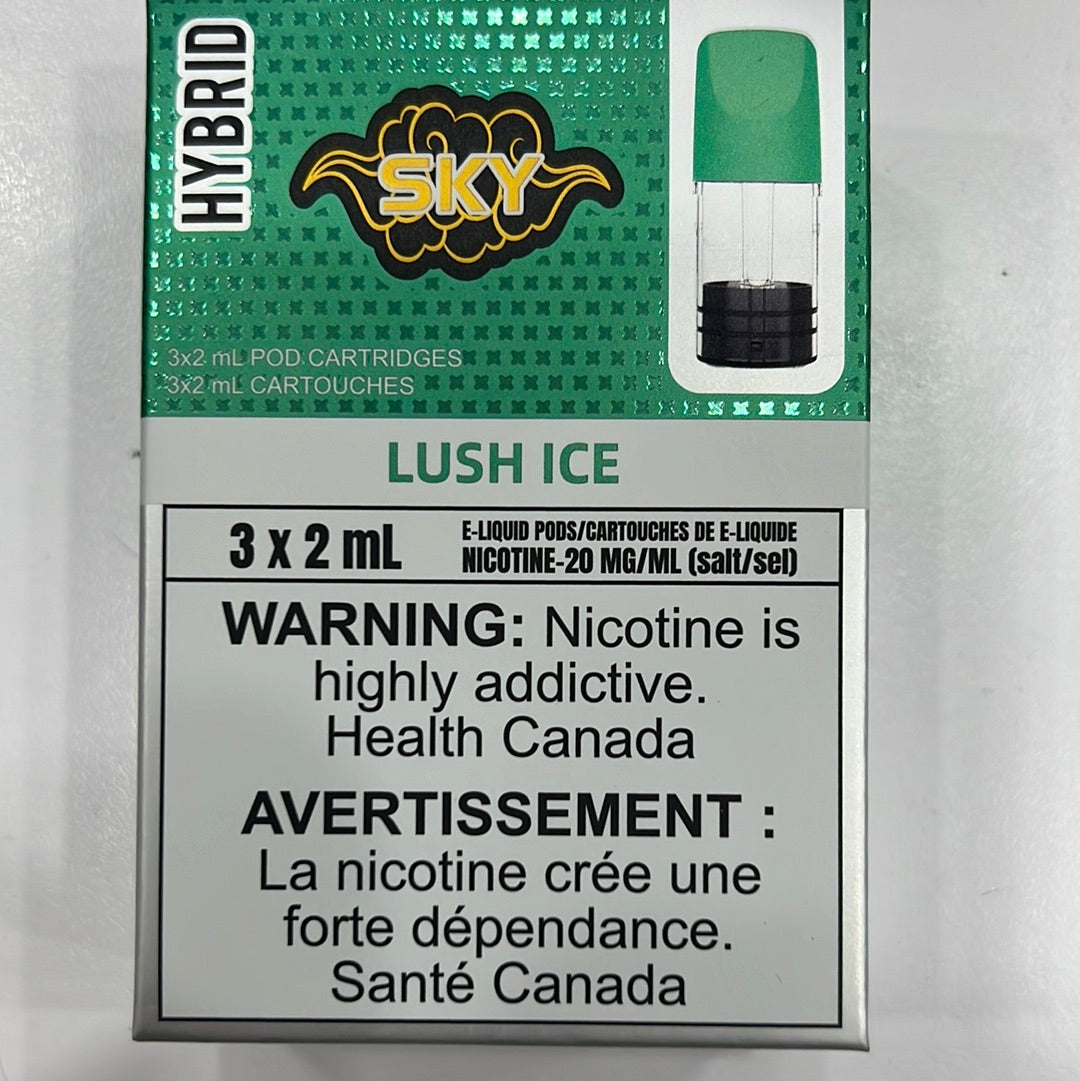 HYBRID
SKY
3x2 mL POD CARTRIDGES
3x2 mL CARTOUCHES
LUSH ICE
3 x 2 mL
E-LIQUID PODS/CARTOUCHES DE E-LIQUIDE
NICOTINE-20 MG/ML (salt/sel)
WARNING: Nicotine is
highly addictive.
Health Canada
AVERTISSEMENT :
La nicotine crée une
forte dépendance.
Santé Canada